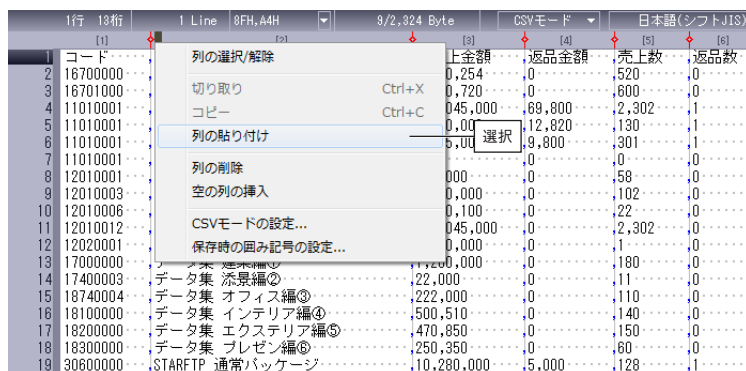 1行 13桁 1 Line 8FH,A4H 9/2,324 Byte CSVモード 日本語(シフトJIS)
[1] [2] [3] [4] [5] [6]
1 コード 上金額 ,返品金額 ,売上数 ,返品数
2 16700000 0,254 ,0 ,520 ,0
3 16701000 0,720 ,0 ,600 ,0
4 11010001 045,000 ,69,800 ,2,302 ,1
5 11010001 ,12,820 ,130 ,1
6 11010001 ,9,800 ,301 ,1
7 11010001 ,0 ,0 ,0
8 12010001 000 ,0 ,58 ,0
9 12010003 0,000 ,0 ,102 ,0
10 12010006 0,100 ,0 ,22 ,0
11 12010012 045,000 ,0 ,2,302 ,0
12 12020001 0,000 ,0 ,1 ,0
13 17000000 ,データ集 建築編① ,0 ,180 ,0
14 17400003 ,データ集 添景編② ,22,000 ,0 ,11 ,0
15 18740004 ,データ集 オフィス編③ ,222,000 ,0 ,110 ,0
16 18100000 ,データ集 インテリア編④ ,500,510 ,0 ,140 ,0
17 18200000 ,データ集 エクステリア編⑤ ,470,850 ,0 ,150 ,0
18 18300000 ,データ集 プレゼン編⑥ ,250,350 ,0 ,60 ,0
19 30600000 ,STARFTP 通常パッケージ ,10,280,000 ,5,000 ,128 ,1
列の選択/解除
切り取り Ctrl+X
コピー Ctrl+C
列の貼り付け
選択
列の削除
空の列の挿入
CSVモードの設定...
保存時の囲み記号の設定...